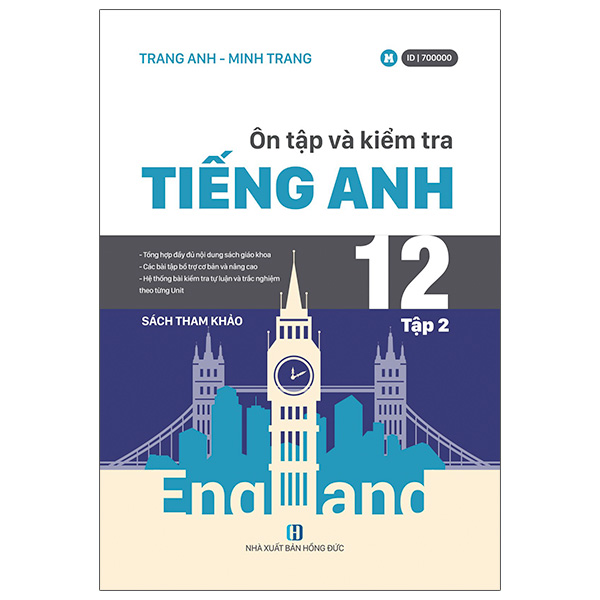 TRANG ANH - MINH TRANG
ID | 700000
Ôn tập và kiểm tra
TIẾNG ANH
12
- Tổng hợp đầy đủ nội dung sách giáo khoa
- Các bài tập bổ trợ cơ bản và nâng cao
- Hệ thống bài kiểm tra tự luận và trắc nghiệm
theo từng Unit
SÁCH THAM KHẢO
Tập 2
England
NHÀ XUẤT BẢN HỒNG ĐỨC